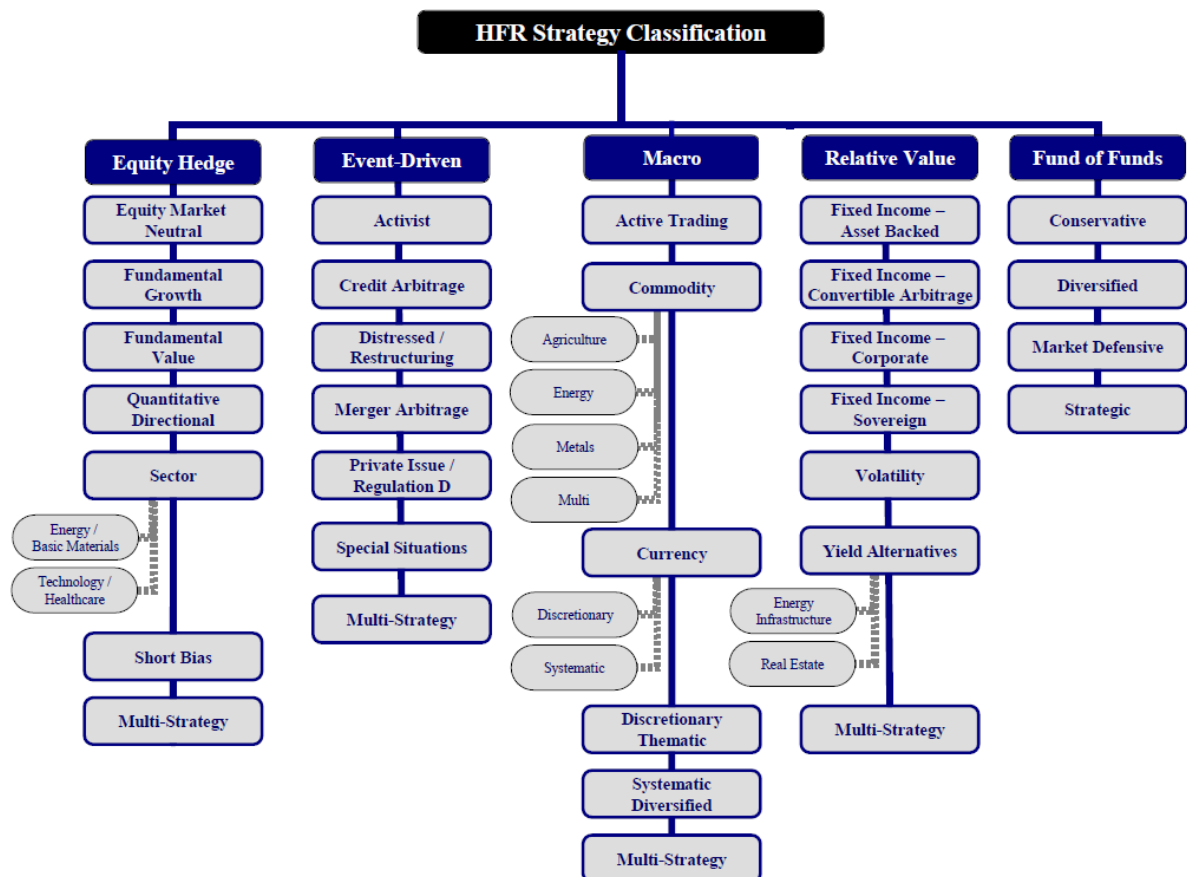 HFR Strategy Classification
Equity Hedge
Equity Market
Neutral
Fundamental
Growth
Fundamental
Value
Quantitative
Directional
Sector
Energy /
Basic Materials
Technology /
Healthcare
Short Bias
Multi-Strategy
Event-Driven
Activist
Credit Arbitrage
Distressed /
Restructuring
Merger Arbitrage
Private Issue /
Regulation D
Special Situations
Multi-Strategy
Macro
Active Trading
Commodity
Agriculture
Energy
Metals
Multi
Currency
Discretionary
Systematic
Discretionary
Thematic
Systematic
Diversified
Multi-Strategy
Relative Value
Fixed Income –
Asset Backed
Fixed Income –
Convertible Arbitrage
Fixed Income –
Corporate
Fixed Income –
Sovereign
Volatility
Yield Alternatives
Energy
Infrastructure
Real Estate
Multi-Strategy
Fund of Funds
Conservative
Diversified
Market Defensive
Strategic